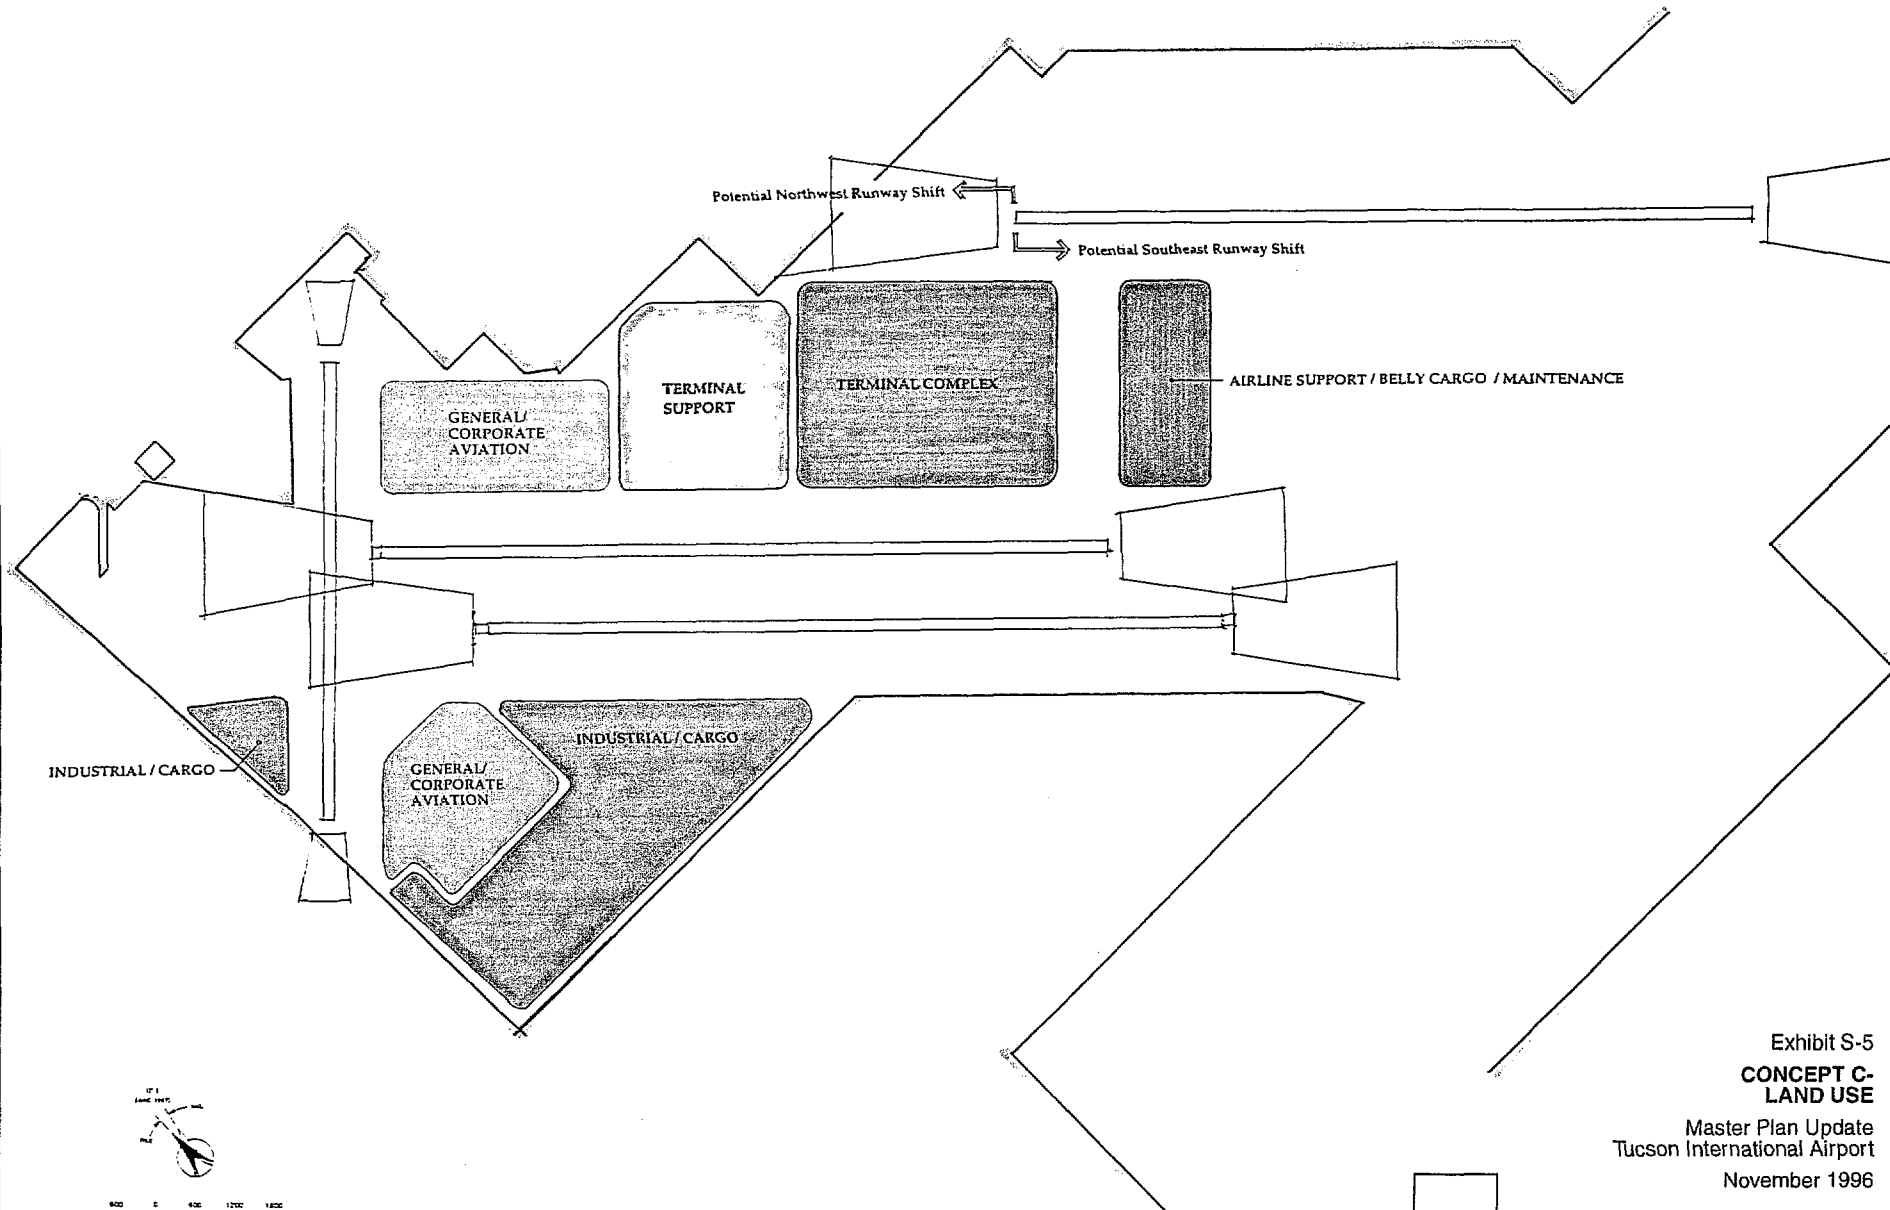 Potential Northwest Runway Shift
Potential Southeast Runway Shift
GENERAL/
CORPORATE
AVIATION
TERMINAL
SUPPORT
TERMINAL COMPLEX
AIRLINE SUPPORT / BELLY CARGO / MAINTENANCE
INDUSTRIAL / CARGO
GENERAL/
CORPORATE
AVIATION
INDUSTRIAL / CARGO
Exhibit S-5
CONCEPT C-
LAND USE
Master Plan Update
Tucson International Airport
November 1996